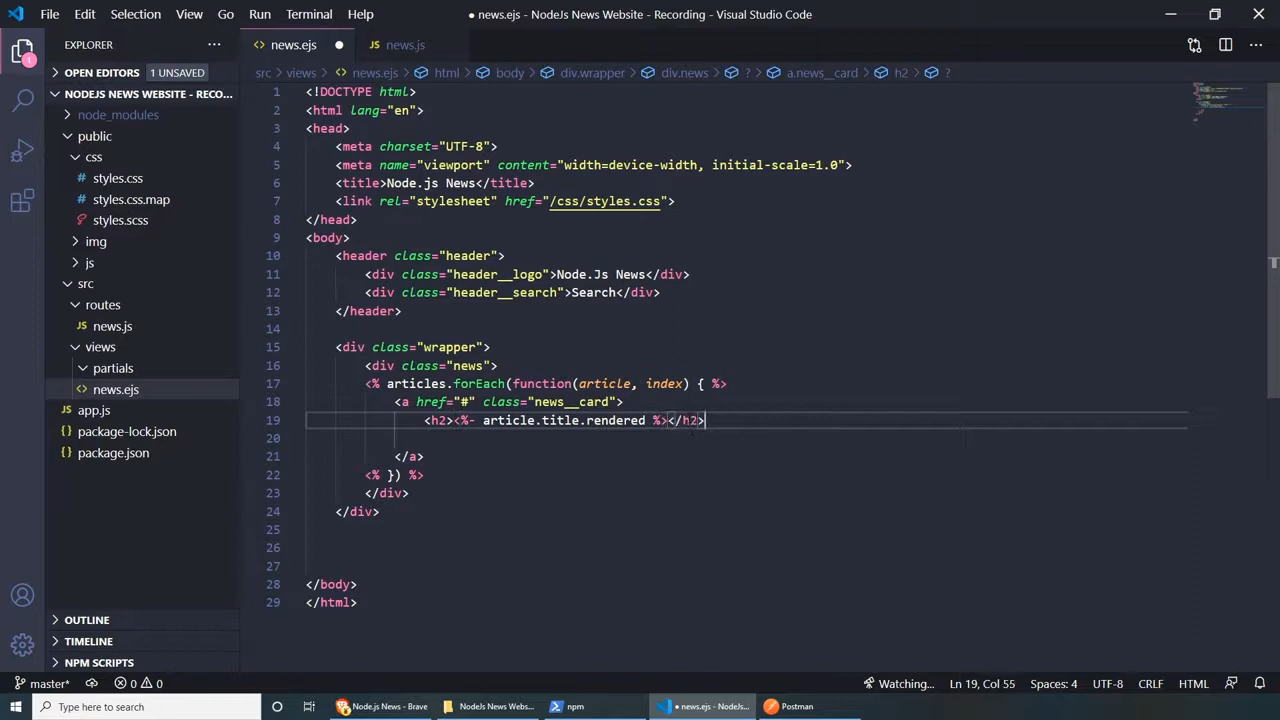 File Edit Selection View Go Run Terminal Help
● news.ejs - NodeJs News Website - Recording - Visual Studio Code
EXPLORER
OPEN EDITORS 1 UNSAVED
NODEJS NEWS WEBSITE - RECO...
node_modules
public
css
styles.css
styles.css.map
styles.scss
img
js
src
routes
news.js
views
partials
news.ejs
app.js
package-lock.json
package.json
OUTLINE
TIMELINE
NPM SCRIPTS
1
news.ejs
news.js
src > views > news.ejs > html > body > div.wrapper > div.news > ? > a.news__card > h2 > ?
1 <!DOCTYPE html>
2 <html lang="en">
3 <head>
4 <meta charset="UTF-8">
5 <meta name="viewport" content="width=device-width, initial-scale=1.0">
6 <title>Node.js News</title>
7 <link rel="stylesheet" href="/css/styles.css">
8 </head>
9 <body>
10 <header class="header">
11 <div class="header__logo">Node.Js News</div>
12 <div class="header__search">Search</div>
13 </header>
14
15 <div class="wrapper">
16 <div class="news">
17 <% articles.forEach(function(article, index) { %>
18 <a href="#" class="news__card">
19 <h2><%- article.title.rendered %></h2>
20
21 </a>
22 <% }) %>
23 </div>
24 </div>
25
26
27
28 </body>
29 </html>
master* 0 0
Watching... Ln 19, Col 55 Spaces: 4 UTF-8 CRLF HTML
Type here to search
Node.js News - Brave
NodeJs News Webs...
npm
● news.ejs - NodeJs...
Postman